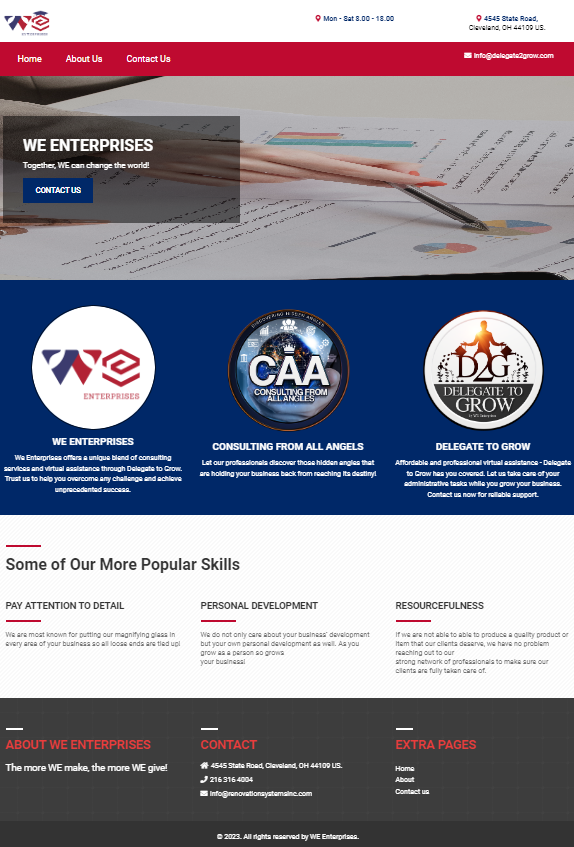 WE
Mon - Sat 8.00 - 18.00
4545 State Road,
Cleveland, OH 44109 US.
Home
About Us
Contact Us
info@delegate2grow.com
WE ENTERPRISES
Together, WE can change the world!
CONTACT US
WE
ENTERPRISES
CAA
CONSULTING FROM
ALL ANGLES
D2G
DELEGATE TO
GROW
WE ENTERPRISES
We Enterprises offers a unique blend of consulting
services and virtual assistance through Delegate to Grow.
Trust us to help you overcome any challenge and achieve
unprecedented success.
CONSULTING FROM ALL ANGELS
Let our professionals discover those hidden angles that
are holding your business back from reaching its destiny!
DELEGATE TO GROW
Affordable and professional virtual assistance - Delegate
to Grow has you covered. Let us take care of your
administrative tasks while you grow your business.
Contact us now for reliable support.
Some of Our More Popular Skills
PAY ATTENTION TO DETAIL
We are most known for putting our magnifying glass in
every area of your business so all loose ends are tied up!
PERSONAL DEVELOPMENT
We do not only care about your business' development
but your own personal development as well. As you
grow as a person so grows
your business!
RESOURCEFULNESS
If we are not able to able to produce a quality product or
item that our clients deserve, we have no problem
reaching out to our
strong network of professionals to make sure our
clients are fully taken care of.
ABOUT WE ENTERPRISES
The more WE make, the more WE give!
CONTACT
4545 State Road, Cleveland, OH 44109 US.
216 316 4004
info@renovationsystemsinc.com
EXTRA PAGES
Home
About
Contact us
© 2023. All rights reserved by WE Enterprises.